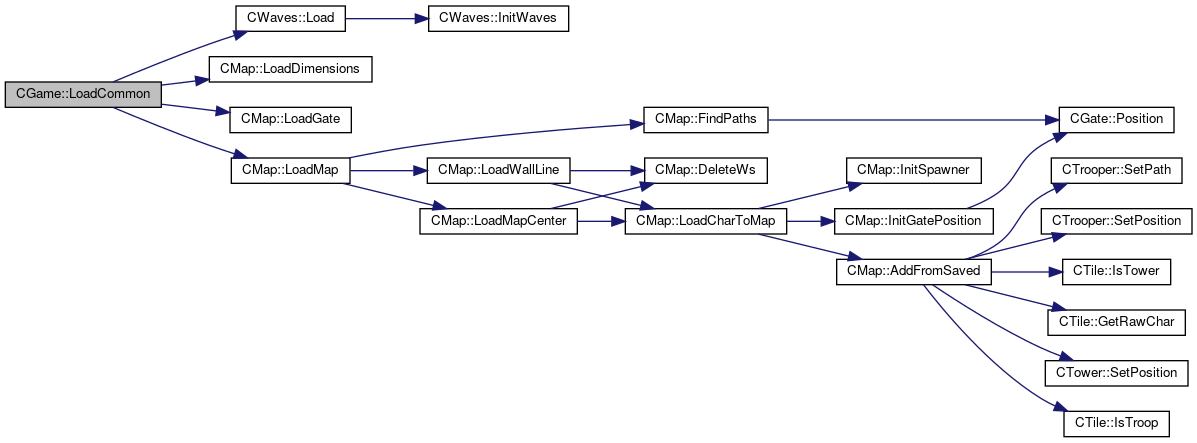 CWaves::Load
CWaves::InitWaves
CMap::LoadDimensions
CGame::LoadCommon
CMap::LoadGate
CMap::FindPaths
CGate::Position
CMap::LoadMap
CMap::LoadWallLine
CMap::DeleteWs
CMap::InitSpawner
CTrooper::SetPath
CMap::LoadMapCenter
CMap::LoadCharToMap
CMap::InitGatePosition
CTrooper::SetPosition
CMap::AddFromSaved
CTile::IsTower
CTile::GetRawChar
CTower::SetPosition
CTile::IsTroop